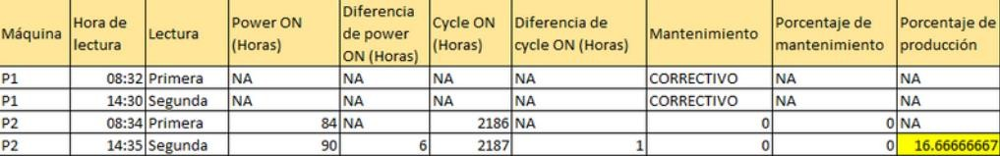 Máquina Hora de lectura Lectura Power ON (Horas) Diferencia de power ON (Horas) Cycle ON (Horas) Diferencia de cycle ON (Horas) Mantenimiento Porcentaje de mantenimiento Porcentaje de producción
P1 08:32 Primera NA NA NA NA CORRECTIVO NA NA
P1 14:30 Segunda NA NA NA NA CORRECTIVO NA NA
P2 08:34 Primera 84 NA 2186 NA 0 0 NA
P2 14:35 Segunda 90 6 2187 1 0 0 16.66666667